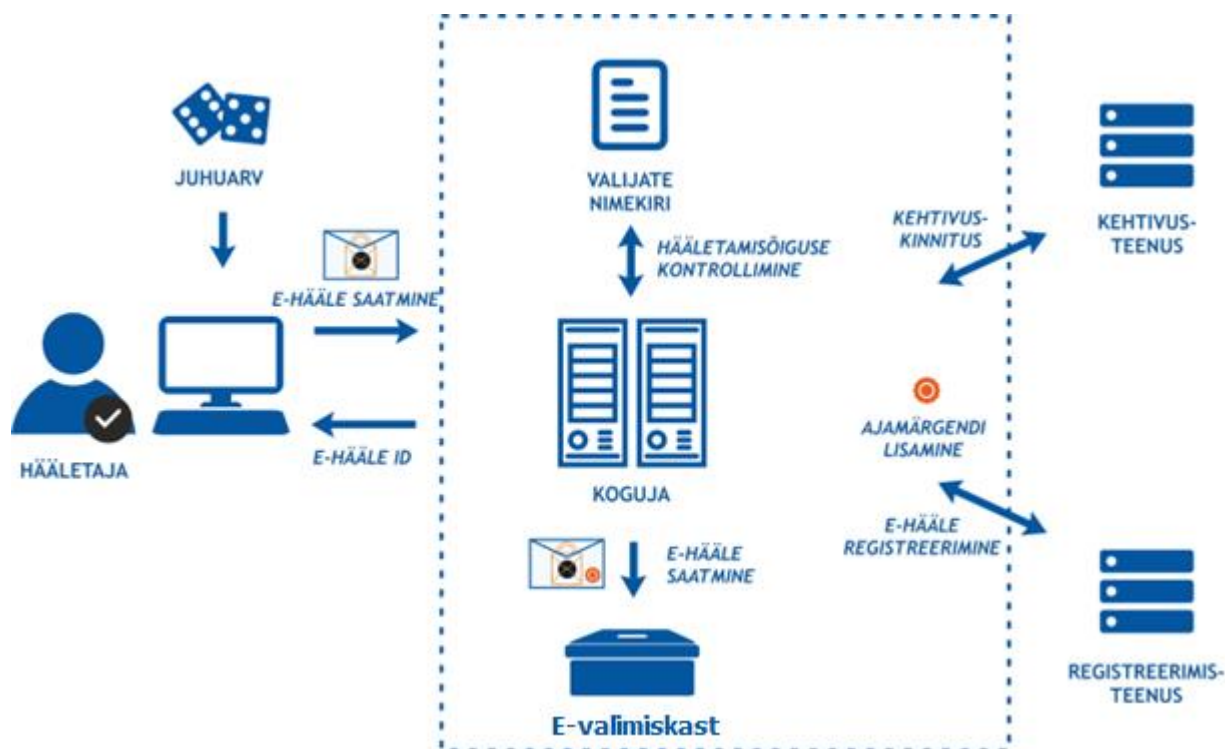 JUHUARV
E-HÄÄLE SAATMINE
HÄÄLETAJA
E-HÄÄLE ID
VALIJATE
NIMEKIRI
HÄÄLETAMISÕIGUSE
KONTROLLIMINE
KOGUJA
E-HÄÄLE
SAATMINE
E-valimiskast
KEHTIVUS-
KINNITUS
KEHTIVUS-
TEENUS
AJAMÄRGENDI
LISAMINE
E-HÄÄLE
REGISTREERIMINE
REGISTREERIMIS-
TEENUS